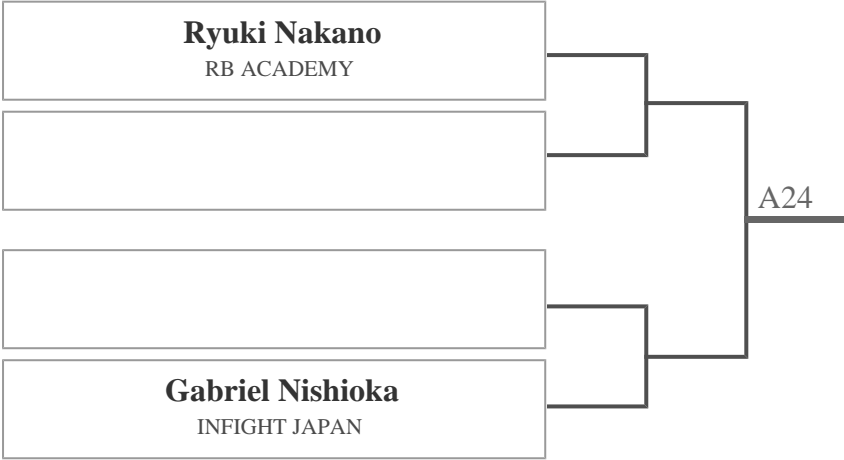 Ryuki Nakano
RB ACADEMY
A24
Gabriel Nishioka
INFIGHT JAPAN